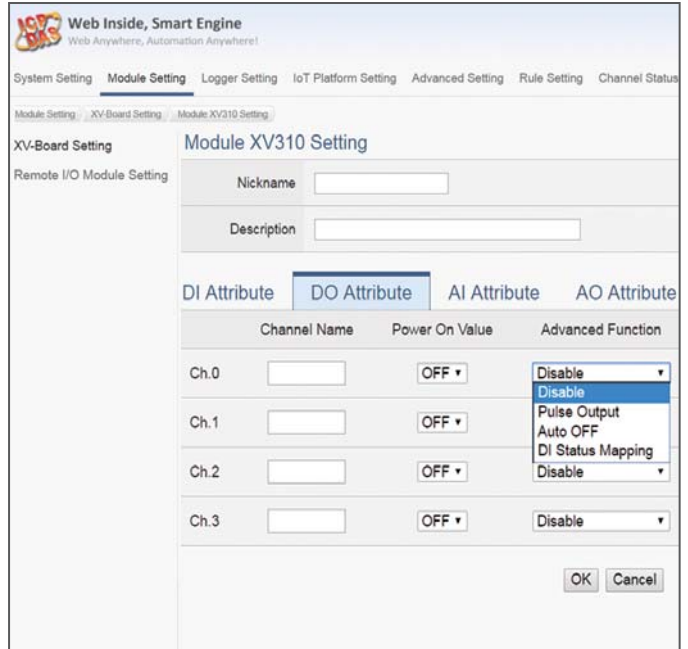 ICP DAS
Web Inside, Smart Engine
Web Anywhere, Automation Anywhere!
System Setting Module Setting Logger Setting IoT Platform Setting Advanced Setting Rule Setting Channel Status
Module Setting XV-Board Setting Module XV310 Setting
XV-Board Setting
Remote I/O Module Setting
Module XV310 Setting
Nickname
Description
DI Attribute DO Attribute AI Attribute AO Attribute
Channel Name Power On Value Advanced Function
Ch.0 OFF Disable
Disable
Pulse Output
Auto OFF
DI Status Mapping
Ch.1 OFF
Ch.2 OFF Disable
Ch.3 OFF Disable
OK Cancel